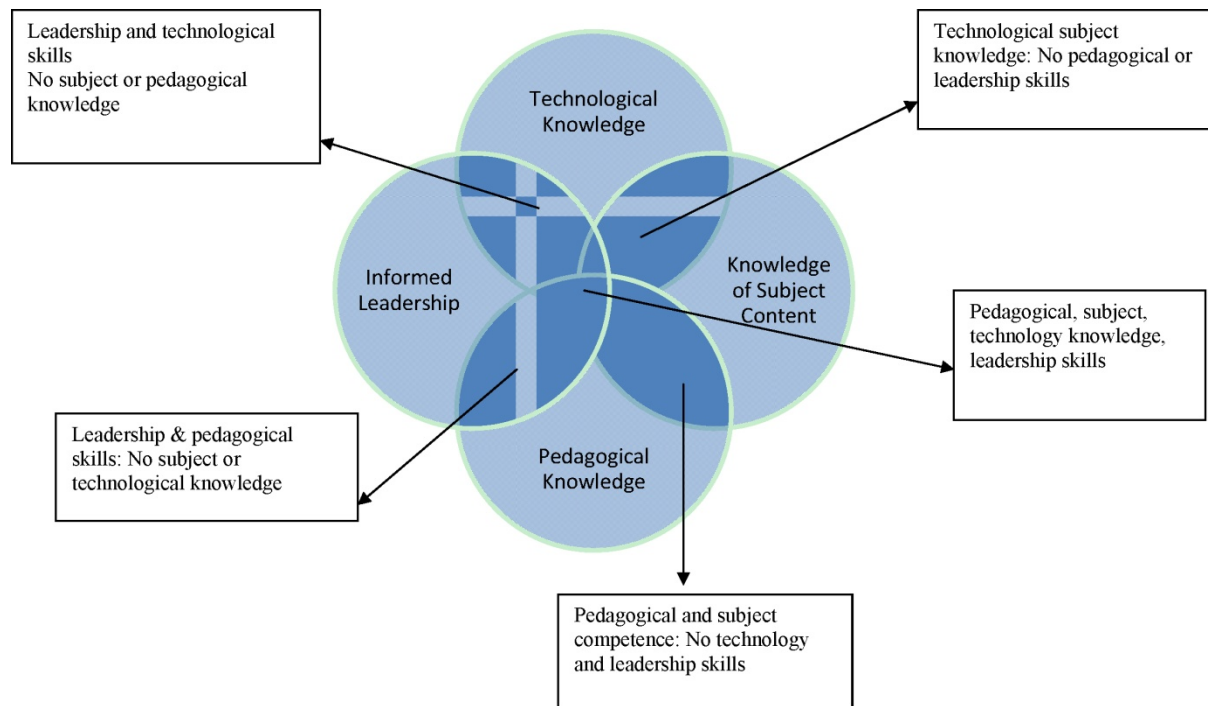 Leadership and technological
skills
No subject or pedagogical
knowledge
Technological subject
knowledge: No pedagogical or
leadership skills
Technological
Knowledge
Informed
Leadership
Knowledge
of Subject
Content
Pedagogical, subject,
technology knowledge,
leadership skills
Leadership & pedagogical
skills: No subject or
technological knowledge
Pedagogical
Knowledge
Pedagogical and subject
competence: No technology
and leadership skills